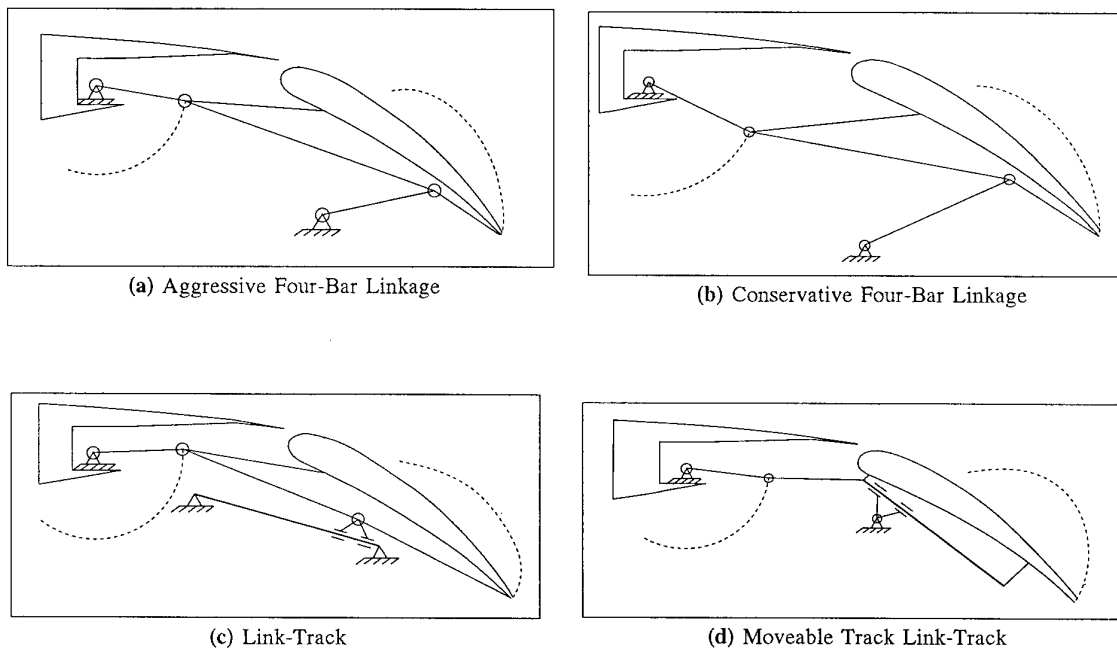 (a) Aggressive Four-Bar Linkage
(b) Conservative Four-Bar Linkage
(c) Link-Track
(d) Moveable Track Link-Track